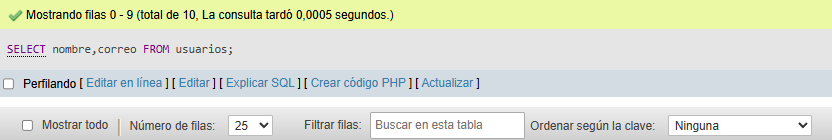 Mostrando filas 0 - 9 (total de 10, La consulta tardó 0,0005 segundos.)
SELECT nombre,correo FROM usuarios;
Perfilando [ Editar en línea ] [ Editar ] [ Explicar SQL ] [ Crear código PHP ] [ Actualizar ]
Mostrar todo | Número de filas: 25 Filtrar filas: Buscar en esta tabla Ordenar según la clave: Ninguna